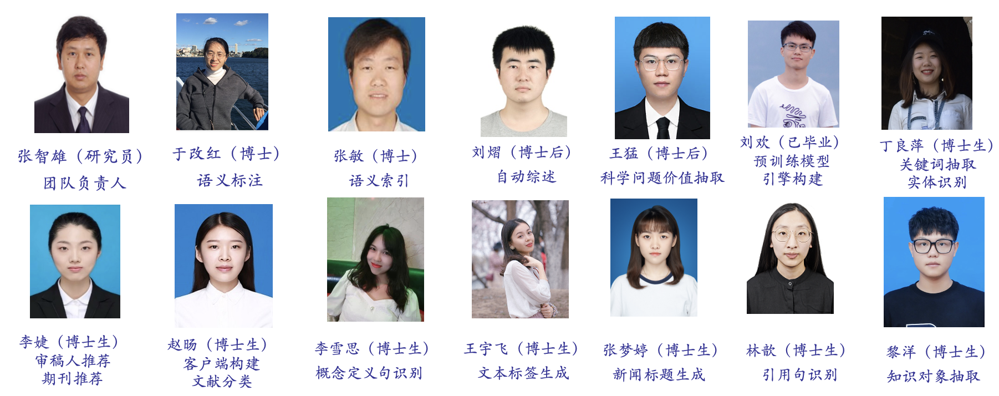 张智雄（研究员）
团队负责人
于改红（博士）
语义标注
张敏（博士）
语义索引
刘熠（博士后）
自动综述
王猛（博士后）
科学问题价值抽取
刘欢（已毕业）
预训练模型
引擎构建
丁良萍（博士生）
关键词抽取
实体识别
李婕（博士生）
审稿人推荐
期刊推荐
赵旸（博士生）
客户端构建
文献分类
李雪思（博士生）
概念定义句识别
王宇飞（博士生）
文本标签生成
张梦婷（博士生）
新闻标题生成
林歆（博士生）
引用句识别
黎洋（博士生）
知识对象抽取